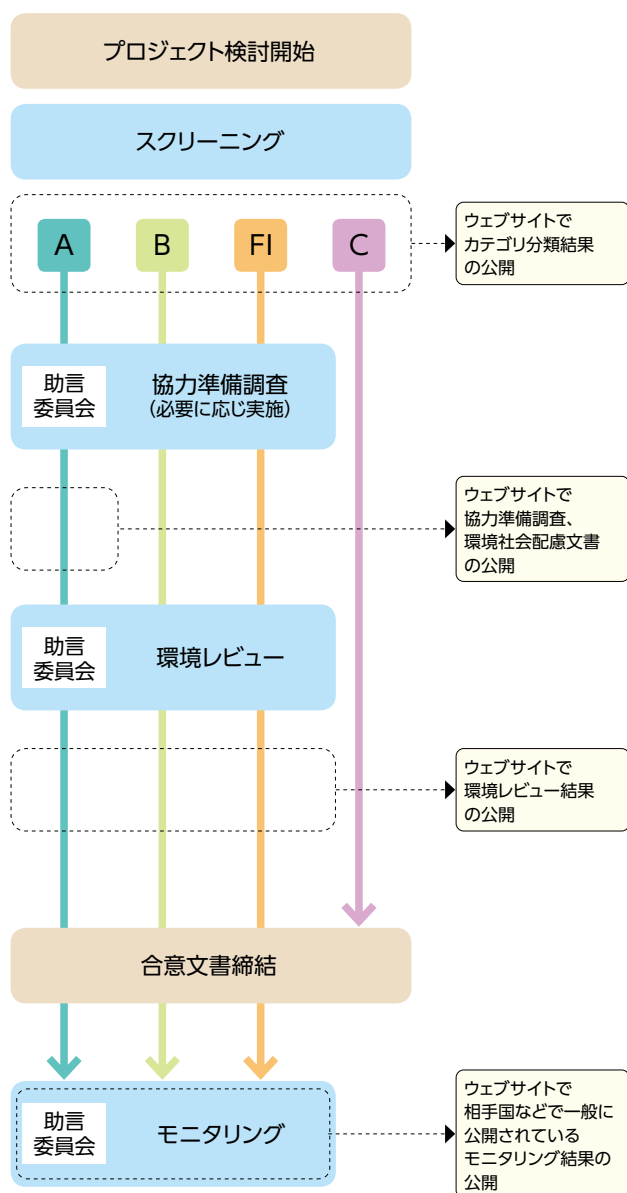 プロジェクト検討開始
スクリーニング
A
B
FI
C
ウェブサイトで
カテゴリ分類結果
の公開
助言
委員会
協力準備調査
(必要に応じ実施)
ウェブサイトで
協力準備調査、
環境社会配慮文書
の公開
助言
委員会
環境レビュー
ウェブサイトで
環境レビュー結果
の公開
合意文書締結
助言
委員会
モニタリング
ウェブサイトで
相手国などで一般に
公開されている
モニタリング結果の
公開